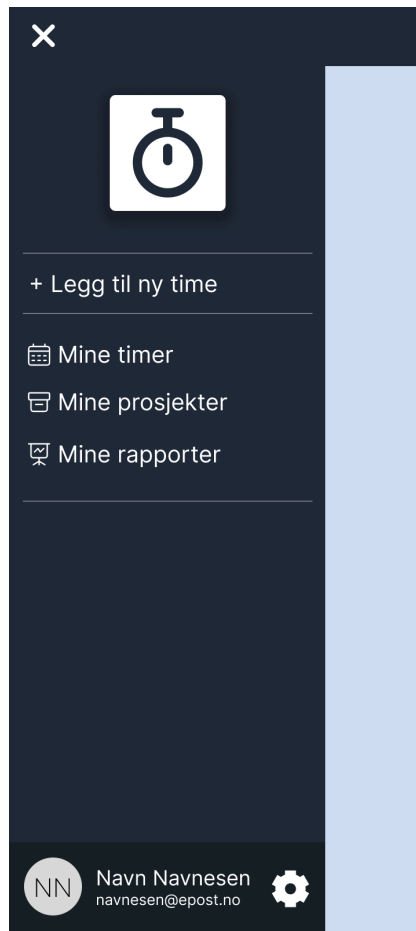 + Legg til ny time
Mine timer
Mine prosjekter
Mine rapporter
NN
Navn Navnesen
navnesen@epost.no